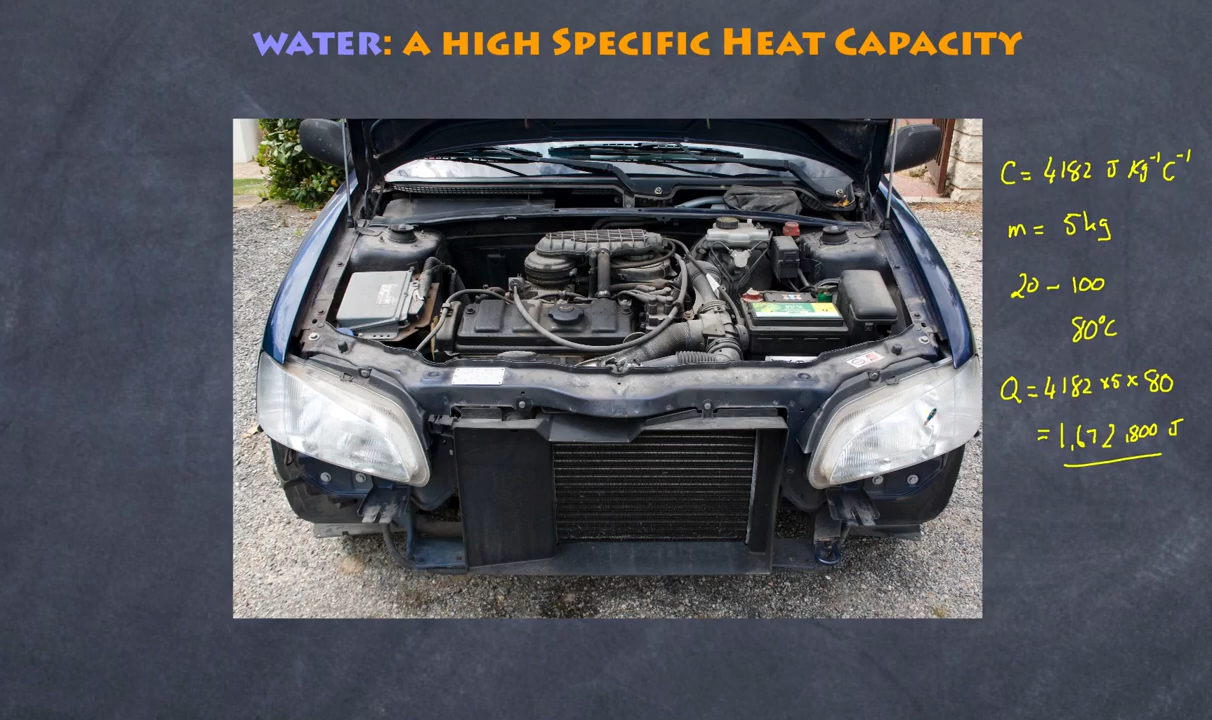 WATER: A HIGH SPECIFIC HEAT CAPACITY
C = 4182 J kg⁻¹ C⁻¹
m = 5kg
20 - 100
80°C
Q = 4182 x 5 x 80
= 1,672,800 J